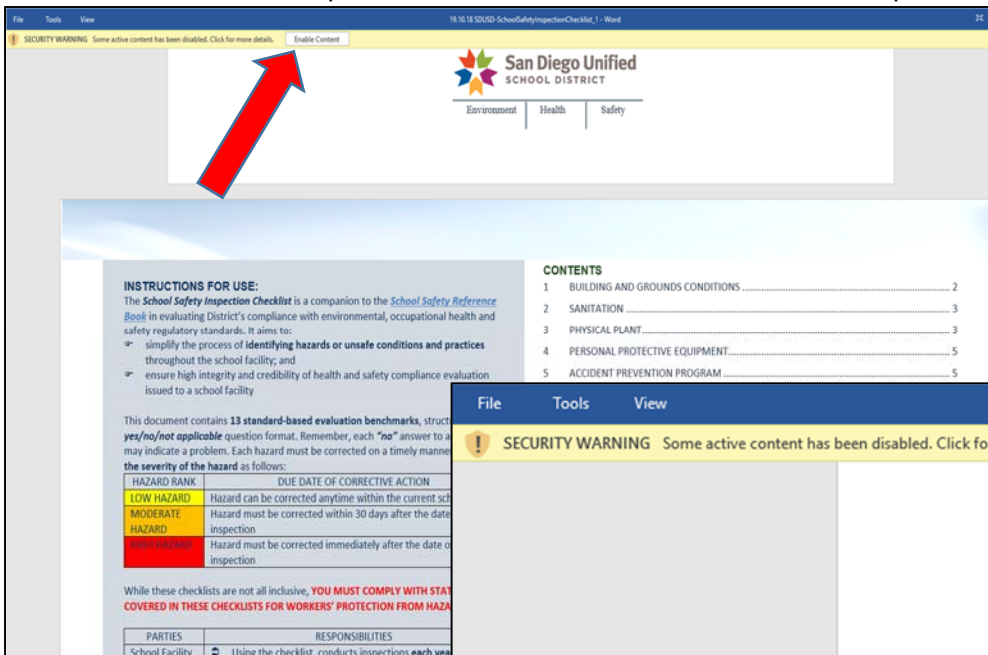 File Tools View 19.10.18 SDUSD-SchoolSafetyInspectionChecklist_1 - Word
SECURITY WARNING Some active content has been disabled. Click for more details. Enable Content
San Diego Unified
SCHOOL DISTRICT
Environment Health Safety
INSTRUCTIONS FOR USE:
The School Safety Inspection Checklist is a companion to the School Safety Reference
Book in evaluating District's compliance with environmental, occupational health and
safety regulatory standards. It aims to:
☞ simplify the process of identifying hazards or unsafe conditions and practices
throughout the school facility; and
☞ ensure high integrity and credibility of health and safety compliance evaluation
issued to a school facility
This document contains 13 standard-based evaluation benchmarks, struct
yes/no/not applicable question format. Remember, each "no" answer to a
may indicate a problem. Each hazard must be corrected on a timely manne
the severity of the hazard as follows:
HAZARD RANK DUE DATE OF CORRECTIVE ACTION
LOW HAZARD Hazard can be corrected anytime within the current sch
MODERATE Hazard must be corrected within 30 days after the date
HAZARD inspection
HIGH HAZARD Hazard must be corrected immediately after the date o
inspection
While these checklists are not all inclusive, YOU MUST COMPLY WITH STAT
COVERED IN THESE CHECKLISTS FOR WORKERS' PROTECTION FROM HAZA
PARTIES RESPONSIBILITIES
School Facility Using the checklist, conducts inspections each yea
CONTENTS
1 BUILDING AND GROUNDS CONDITIONS 2
2 SANITATION 3
3 PHYSICAL PLANT 3
4 PERSONAL PROTECTIVE EQUIPMENT 5
5 ACCIDENT PREVENTION PROGRAM 5
File Tools View
SECURITY WARNING Some active content has been disabled. Click fo